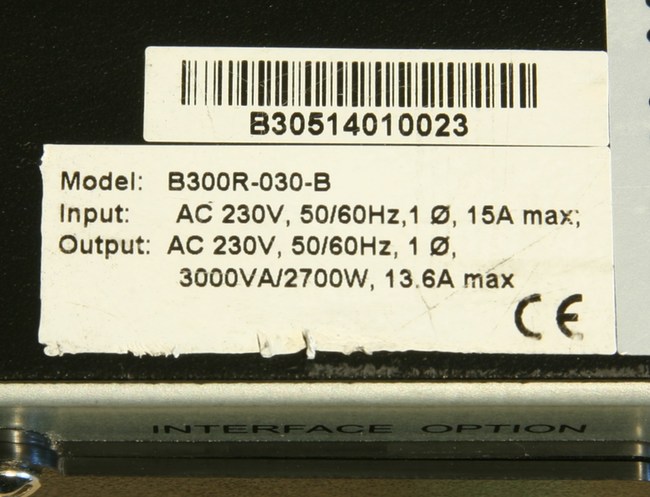 B30514010023
Model: B300R-030-B
Input: AC 230V, 50/60Hz,1 Ø, 15A max;
Output: AC 230V, 50/60Hz, 1 Ø,
3000VA/2700W, 13.6A max
CE
INTERFACE OPTION